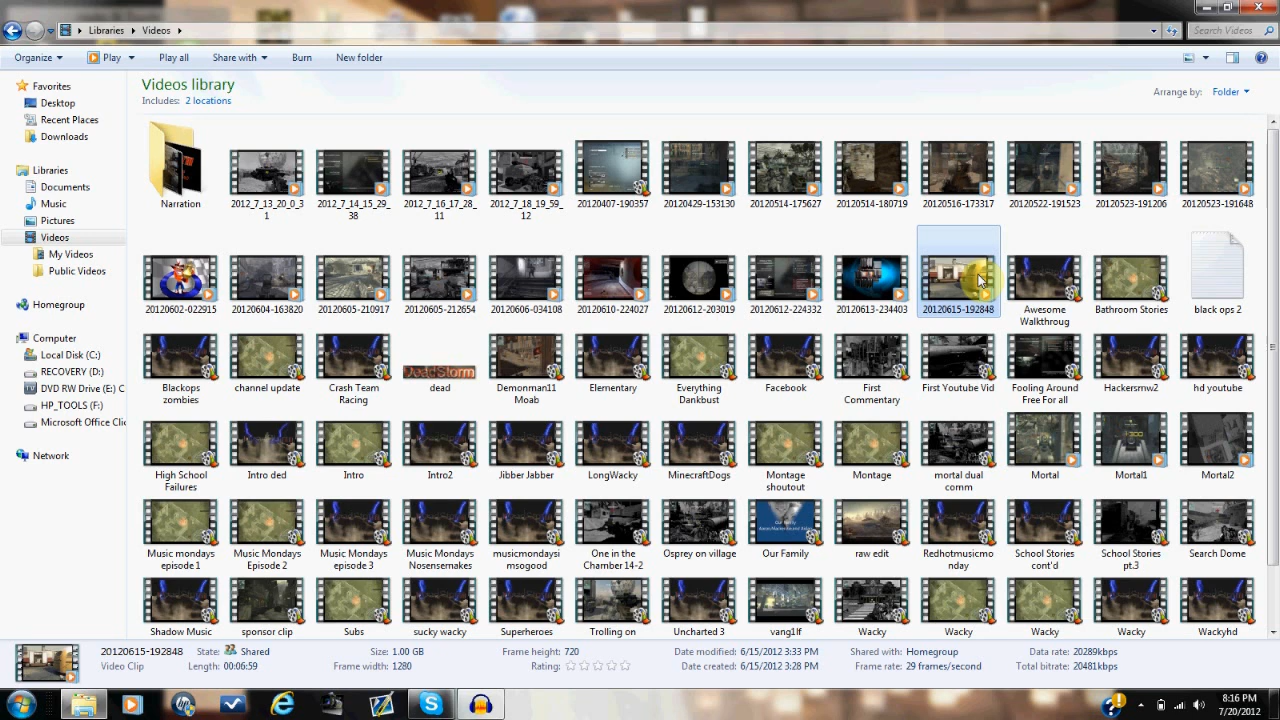 Libraries
Videos
Search Videos
Organize
Play
Play all
Share with
Burn
New folder
Favorites
Desktop
Recent Places
Downloads
Libraries
Documents
Music
Pictures
Videos
My Videos
Public Videos
Homegroup
Computer
Local Disk (C:)
RECOVERY (D:)
DVD RW Drive (E:) C
HP_TOOLS (F:)
Microsoft Office Clic
Network
Videos library
Includes: 2 locations
Arrange by: Folder
Narration
2012_7_13_20_0_3
1
2012_7_14_15_29_
38
2012_7_16_17_28_
11
2012_7_18_19_59_
12
20120407-190357
20120429-153130
20120514-175627
20120514-180719
20120516-173317
20120522-191523
20120523-191206
20120523-191648
20120602-022915
20120604-163820
20120605-210917
20120605-212654
20120606-034108
20120610-224027
20120612-203019
20120612-224332
20120613-234403
20120615-192848
Awesome
Walkthroug
Bathroom Stories
black ops 2
Blackops
zombies
channel update
Crash Team
Racing
DeadStorm
dead
Demonman11
Moab
Elementary
Everything
Dankbust
Facebook
First
Commentary
First Youtube Vid
Fooling Around
Free For all
Hackersmw2
hd youtube
High School
Failures
Intro ded
Intro
Intro2
Jibber Jabber
LongWacky
MinecraftDogs
Montage
shoutout
Montage
mortal dual
comm
Mortal
Mortal1
Mortal2
Music mondays
episode 1
Music Mondays
Episode 2
Music Mondays
episode 3
Music Mondays
Nosensemakes
musicmondaysi
msogood
One in the
Chamber 14-2
Osprey on village
Our Family
raw edit
Redhotmusicmo
nday
School Stories
cont'd
School Stories
pt.3
Search Dome
Shadow Music
sponsor clip
Subs
sucky wacky
Superheroes
Trolling on
Uncharted 3
vang1lf
Wacky
Wacky
Wacky
Wacky
Wackyhd
20120615-192848
Video Clip
State: Shared
Length: 00:06:59
Size: 1.00 GB
Frame width: 1280
Frame height: 720
Rating:
Date modified: 6/15/2012 3:33 PM
Date created: 6/15/2012 3:28 PM
Shared with: Homegroup
Frame rate: 29 frames/second
Data rate: 20289kbps
Total bitrate: 20481kbps
8:16 PM
7/20/2012